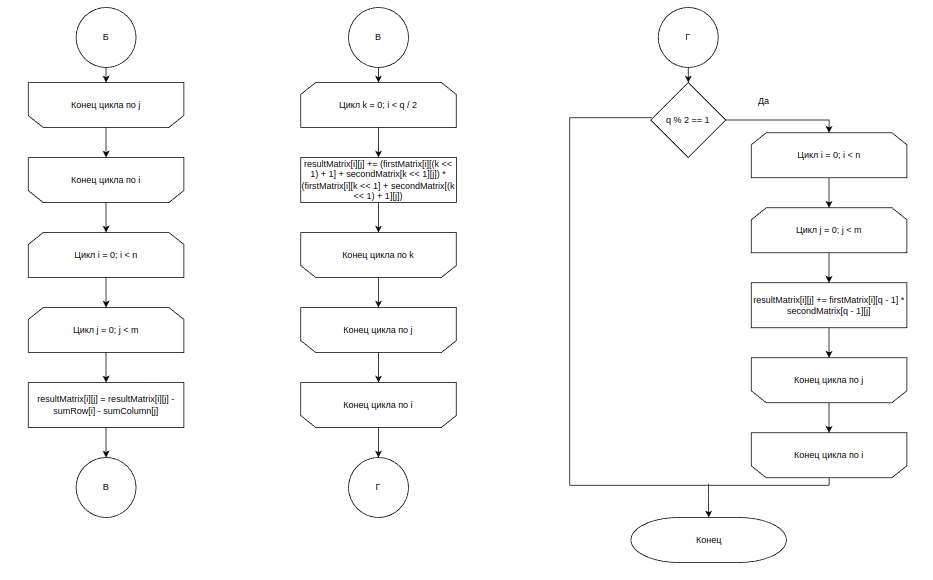 Б
Конец цикла по j
Конец цикла по i
Цикл i = 0; i < n
Цикл j = 0; j < m
resultMatrix[i][j] = resultMatrix[i][j] -
sumRow[i] - sumColumn[j]
В
В
Цикл k = 0; i < q / 2
resultMatrix[i][j] += (firstMatrix[i][(k <<
1) + 1] + secondMatrix[k << 1][j]) *
(firstMatrix[i][k << 1] + secondMatrix[(k
<< 1) + 1][j])
Конец цикла по k
Конец цикла по j
Конец цикла по i
Г
Г
q % 2 == 1
Да
Цикл i = 0; i < n
Цикл j = 0; j < m
resultMatrix[i][j] += firstMatrix[i][q - 1] *
secondMatrix[q - 1][j]
Конец цикла по j
Конец цикла по i
Конец